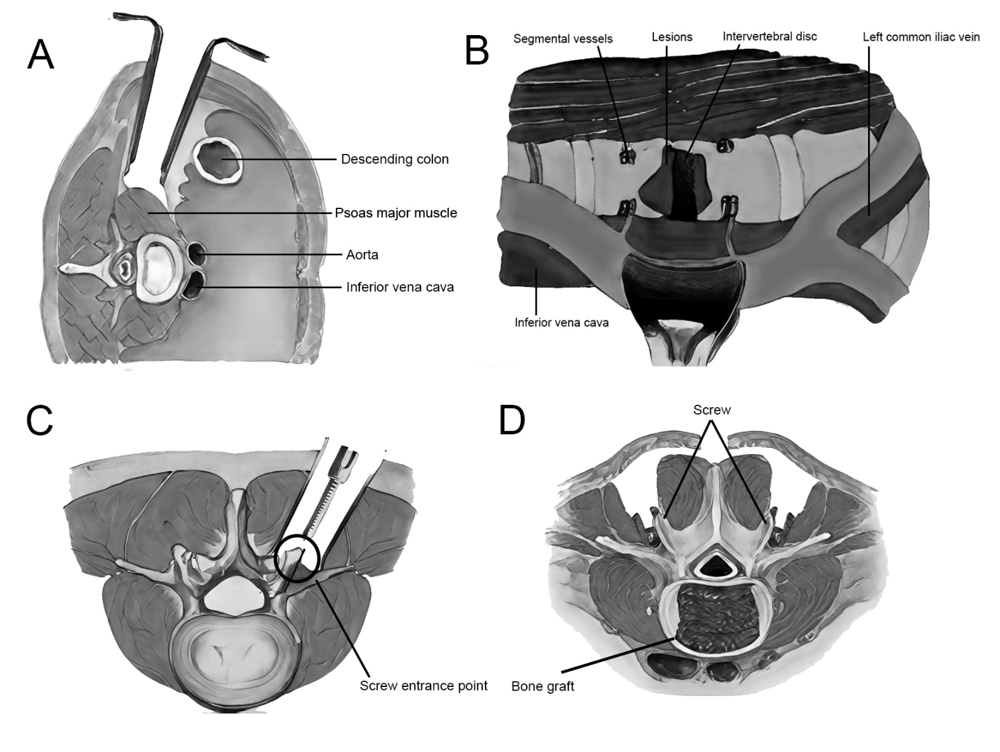 A
Descending colon
Psoas major muscle
Aorta
Inferior vena cava
B
Segmental vessels
Lesions
Intervertebral disc
Left common iliac vein
Inferior vena cava
C
Screw entrance point
D
Screw
Bone graft